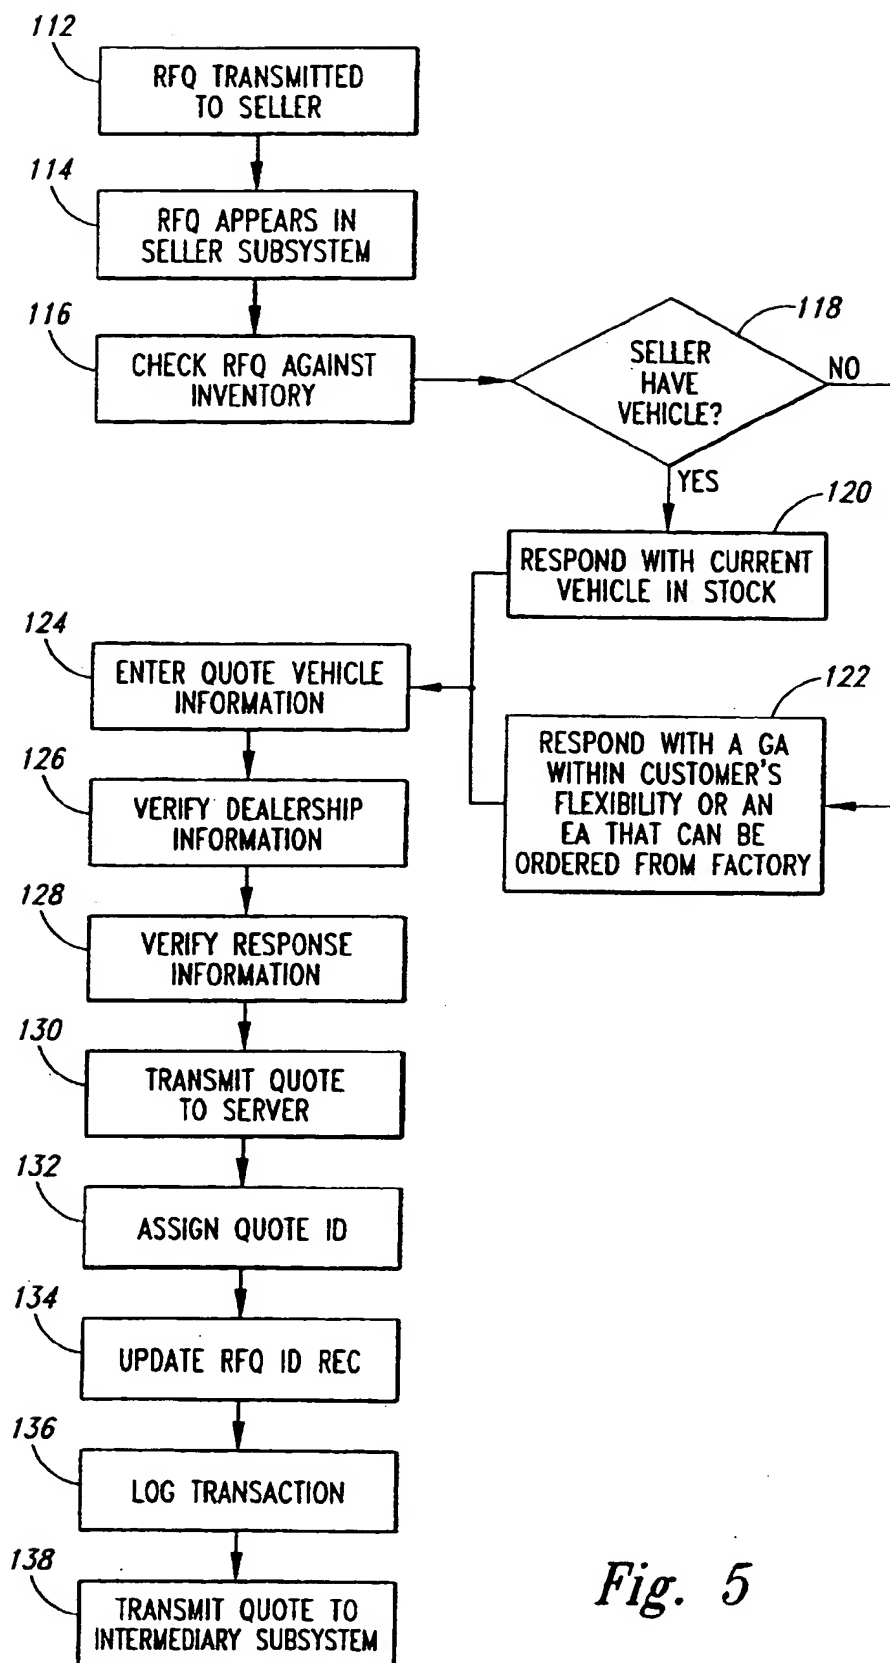 112
RFQ TRANSMITTED
TO SELLER
114
RFQ APPEARS IN
SELLER SUBSYSTEM
116
CHECK RFQ AGAINST
INVENTORY
118
SELLER
HAVE
VEHICLE?
NO
YES
120
RESPOND WITH CURRENT
VEHICLE IN STOCK
122
RESPOND WITH A GA
WITHIN CUSTOMER'S
FLEXIBILITY OR AN
EA THAT CAN BE
ORDERED FROM FACTORY
124
ENTER QUOTE VEHICLE
INFORMATION
126
VERIFY DEALERSHIP
INFORMATION
128
VERIFY RESPONSE
INFORMATION
130
TRANSMIT QUOTE
TO SERVER
132
ASSIGN QUOTE ID
134
UPDATE RFQ ID REC
136
LOG TRANSACTION
138
TRANSMIT QUOTE TO
INTERMEDIARY SUBSYSTEM
Fig. 5